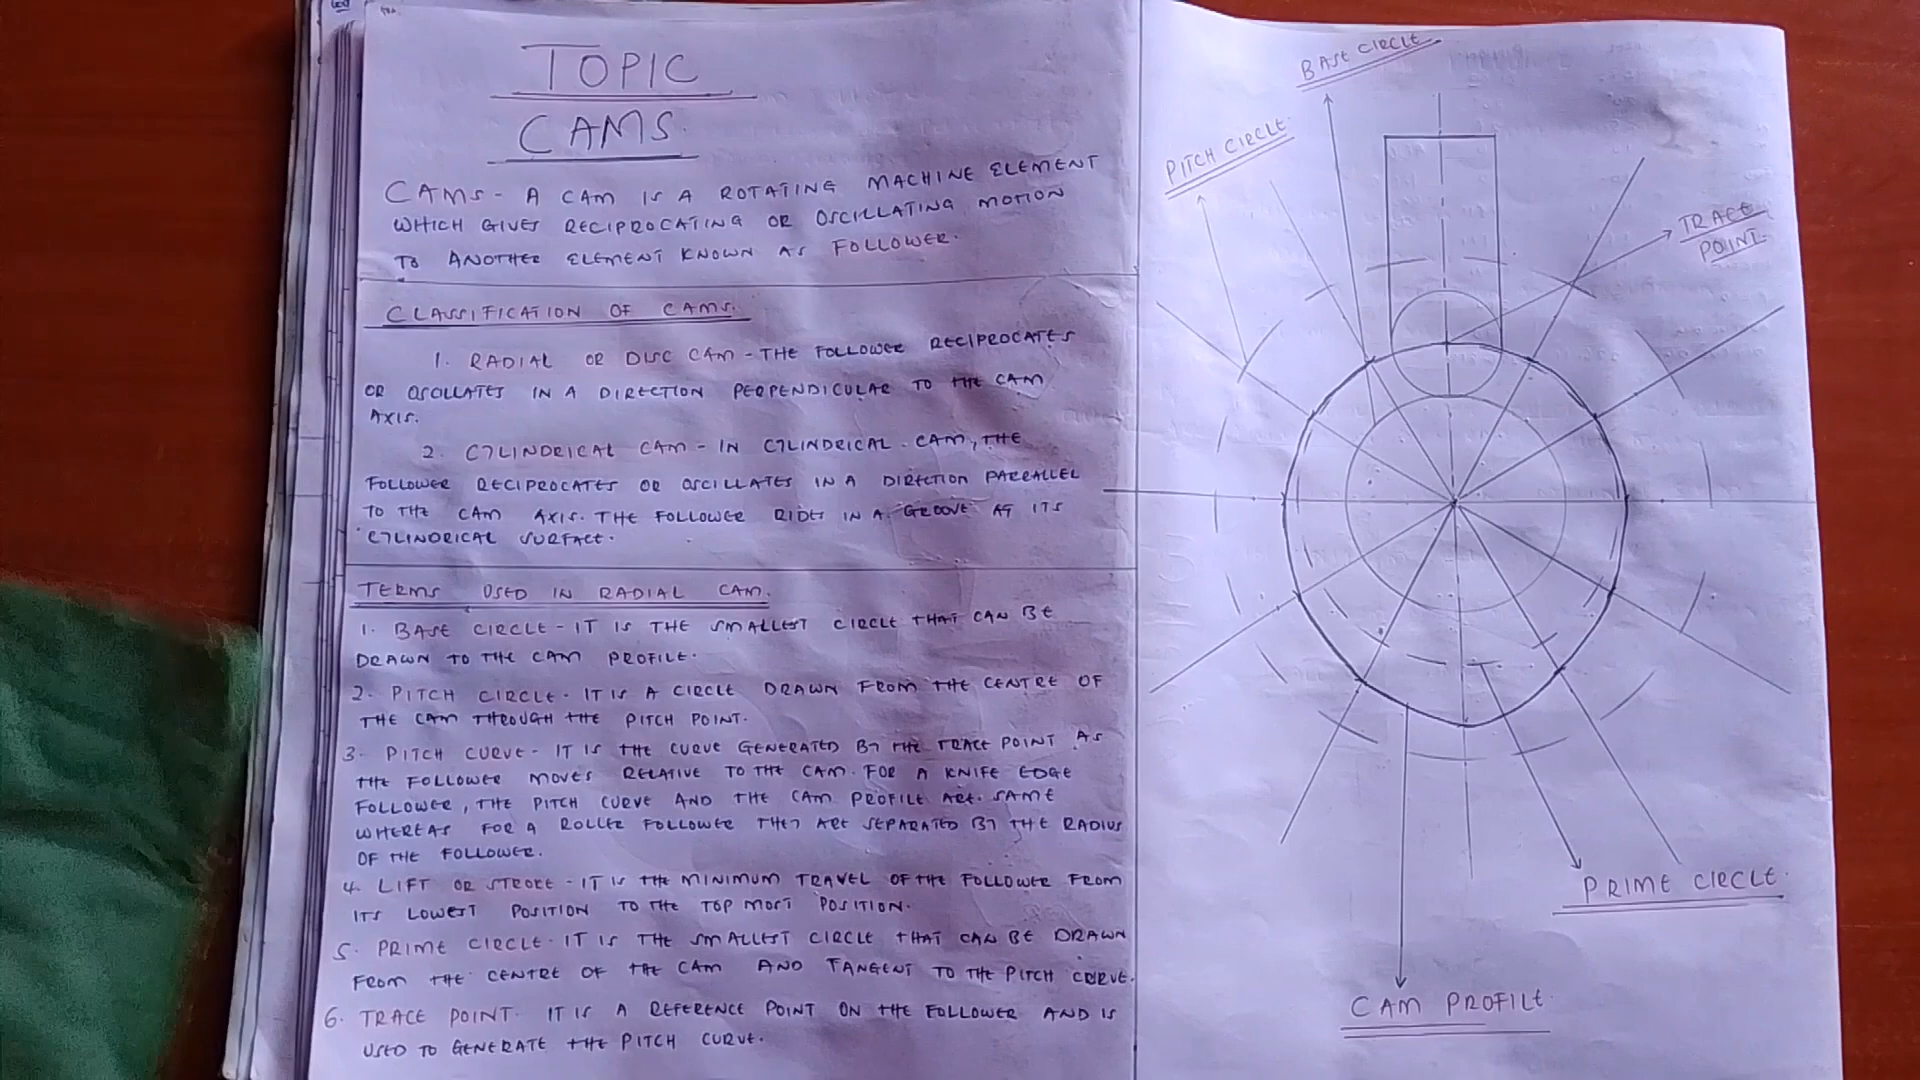 TOPIC
CAMS.
CAMS - A CAM IS A ROTATING MACHINE ELEMENT
WHICH GIVES RECIPROCATING OR OSCILLATING MOTION
TO ANOTHER ELEMENT KNOWN AS FOLLOWER.
CLASSIFICATION OF CAMS.
1. RADIAL OR DISC CAM - THE FOLLOWER RECIPROCATES
OR OSCILLATES IN A DIRECTION PERPENDICULAR TO THE CAM
AXIS.
2. CYLINDRICAL CAM - IN CYLINDRICAL CAM, THE
FOLLOWER RECIPROCATES OR OSCILLATES IN A DIRECTION PARRALLEL
TO THE CAM AXIS. THE FOLLOWER RIDES IN A GROOVE AT ITS
CYLINDRICAL SURFACE.
TERMS USED IN RADIAL CAM.
1. BASE CIRCLE - IT IS THE SMALLEST CIRCLE THAT CAN BE
DRAWN TO THE CAM PROFILE.
2. PITCH CIRCLE - IT IS A CIRCLE DRAWN FROM THE CENTRE OF
THE CAM THROUGH THE PITCH POINT.
3. PITCH CURVE - IT IS THE CURVE GENERATED BY THE TRACE POINT AS
THE FOLLOWER MOVES RELATIVE TO THE CAM. FOR A KNIFE EDGE
FOLLOWER, THE PITCH CURVE AND THE CAM PROFILE ARE SAME
WHEREAS FOR A ROLLER FOLLOWER THEY ARE SEPARATED BY THE RADIUS
OF THE FOLLOWER.
4. LIFT OR STROKE - IT IS THE MINIMUM TRAVEL OF THE FOLLOWER FROM
ITS LOWEST POSITION TO THE TOP MOST POSITION.
5. PRIME CIRCLE - IT IS THE SMALLEST CIRCLE THAT CAN BE DRAWN
FROM THE CENTRE OF THE CAM AND TANGENT TO THE PITCH CURVE.
6. TRACE POINT - IT IS A REFERENCE POINT ON THE FOLLOWER AND IS
USED TO GENERATE THE PITCH CURVE.
BASE CIRCLE
PITCH CIRCLE
TRACE
POINT.
PRIME CIRCLE
CAM PROFILE